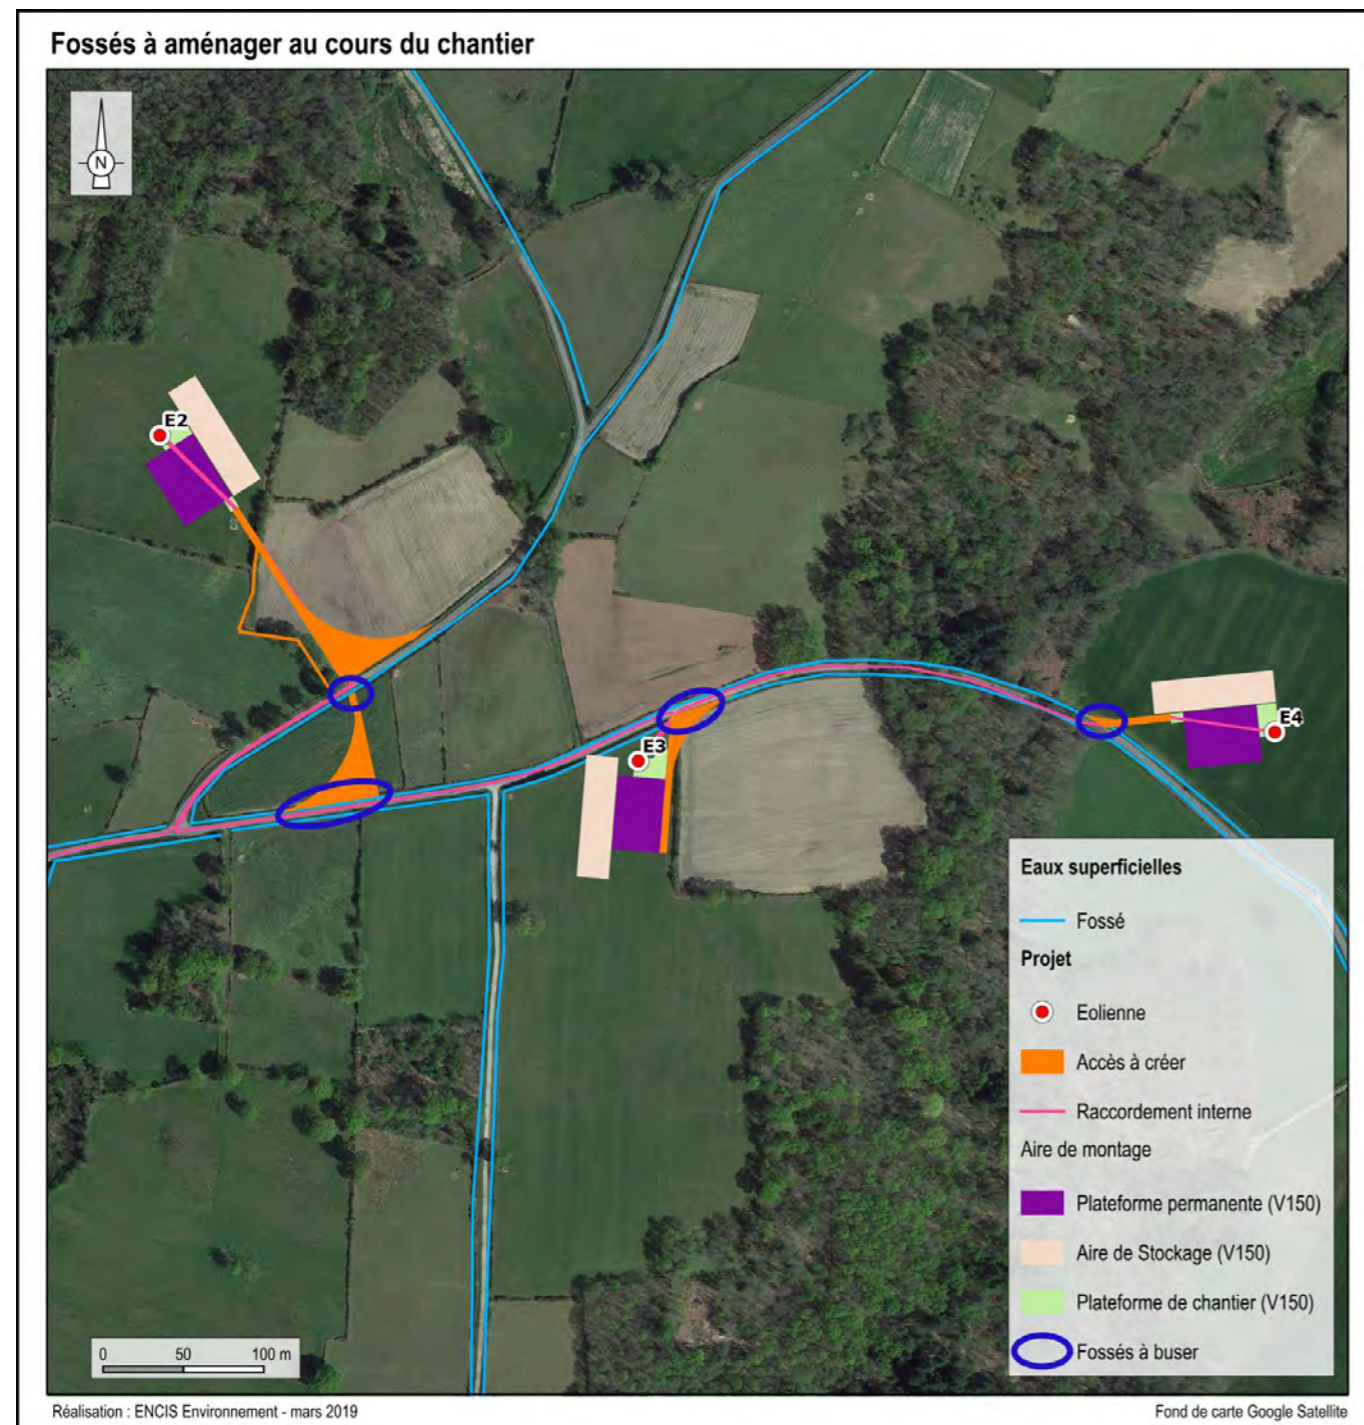 Fossés à aménager au cours du chantier
N
E2
E3
E4
Eaux superficielles
Fossé
Projet
Eolienne
Accès à créer
Raccordement interne
Aire de montage
Plateforme permanente (V150)
Aire de Stockage (V150)
Plateforme de chantier (V150)
Fossés à buser
0 50 100 m
Réalisation : ENCIS Environnement - mars 2019
Fond de carte Google Satellite